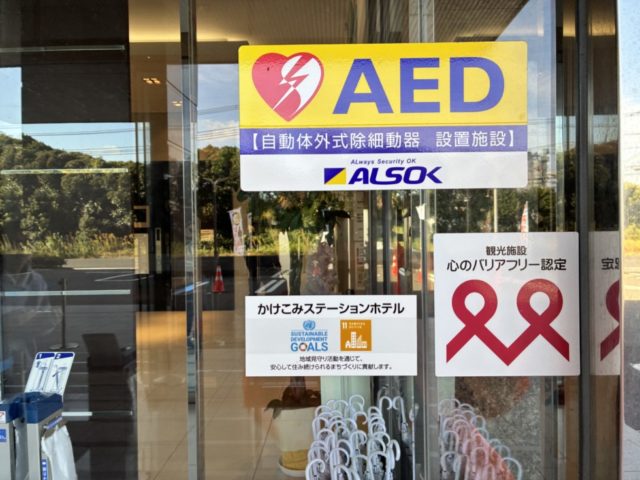 AED
【自動体外式除細動器 設置施設】
ALways Security OK
ALSOK
観光施設
心のバリアフリー認定
かけこみステーションホテル
SUSTAINABLE
DEVELOPMENT
GOALS
11
地域見守り活動を通じて、
安心して住み続けられるまちづくりに貢献します。